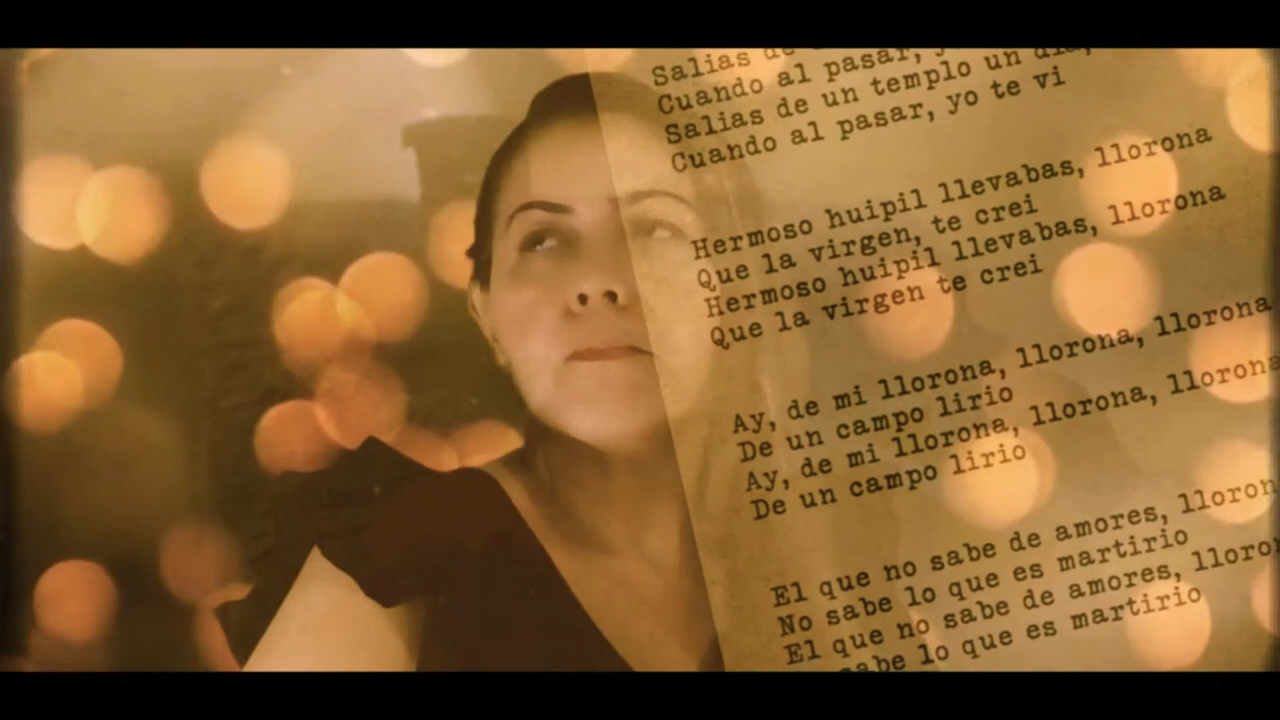 Salias de
Cuando al pasar,
Salias de un templo un dia,
Cuando al pasar, yo te vi
Hermoso huipil llevabas, llorona
Que la virgen, te crei
Hermoso huipil llevabas, llorona
Que la virgen te crei
Ay, de mi llorona, llorona, llorona
De un campo lirio
Ay, de mi llorona, llorona, llorona
De un campo lirio
El que no sabe de amores, lloron
No sabe lo que es martirio
El que no sabe de amores, lloro
sabe lo que es martirio